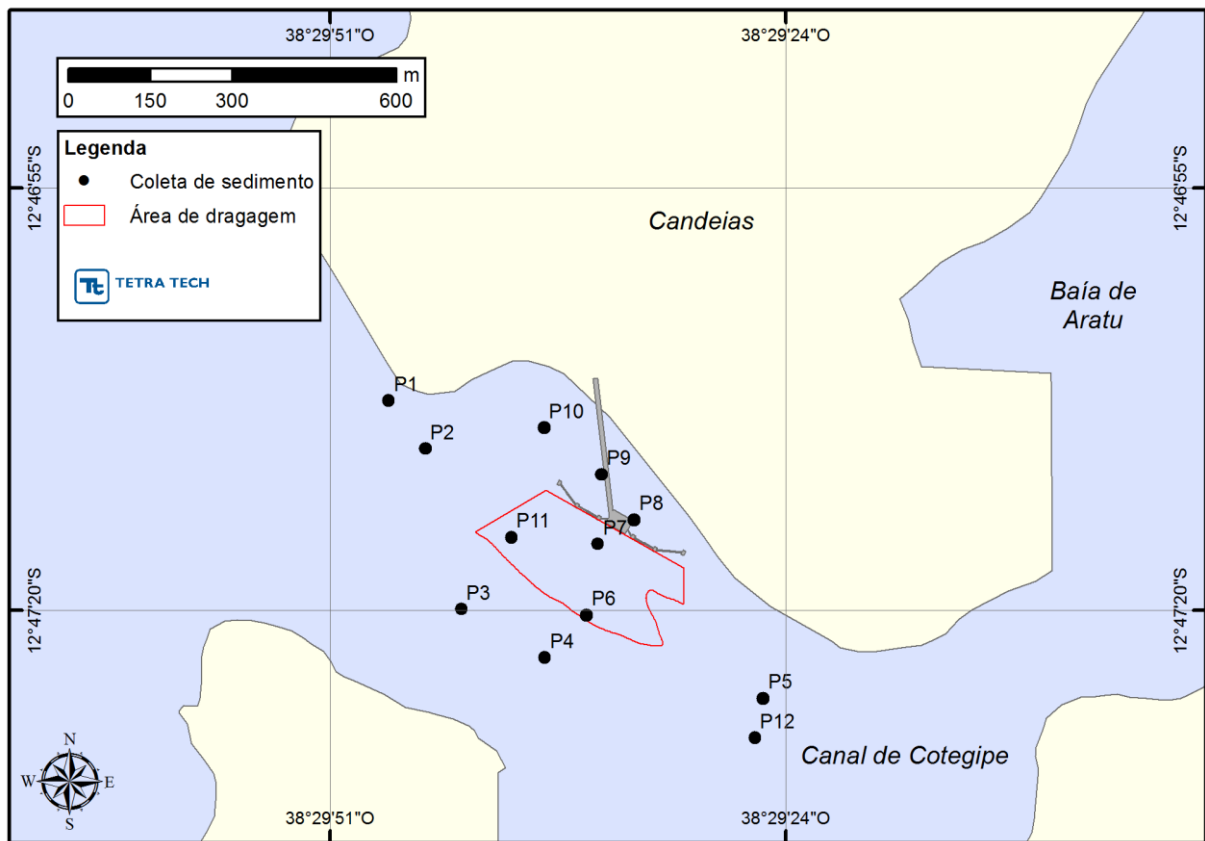 38°29'51"O
38°29'24"O
m
0
150
300
600
Legenda
Coleta de sedimento
Área de dragagem
Tt TETRA TECH
12°46'55"S
12°46'55"S
Candeias
Baía de
Aratu
P1
P2
P10
P9
P8
P11
P7
P3
P6
P4
12°47'20"S
12°47'20"S
P5
P12
Canal de Cotegipe
N
W
E
S
38°29'51"O
38°29'24"O